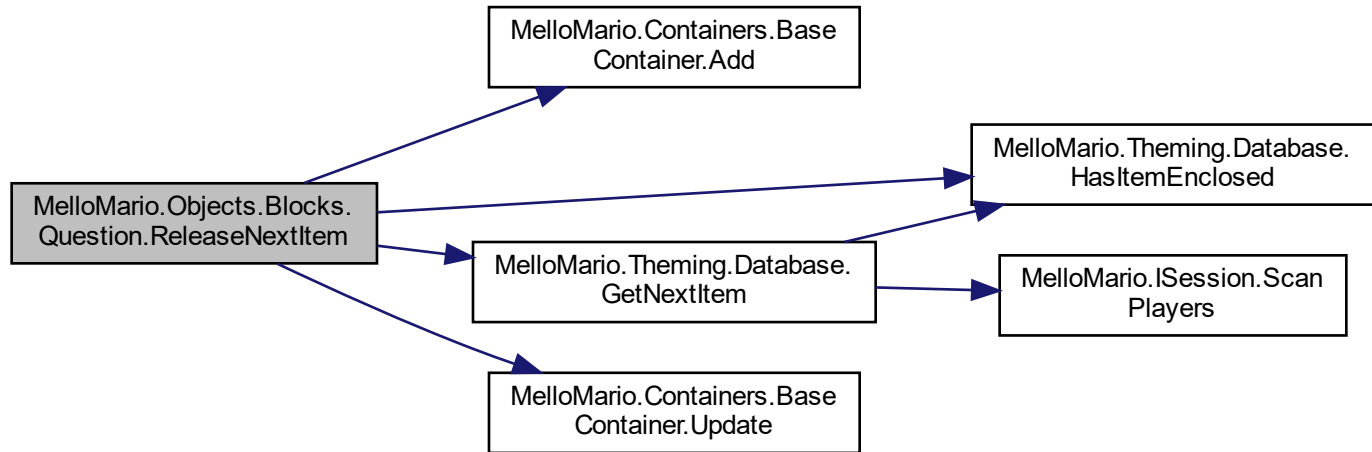 MelloMario.Containers.Base
Container.Add
MelloMario.Theming.Database.
HasItemEnclosed
MelloMario.Objects.Blocks.
Question.ReleaseNextItem
MelloMario.Theming.Database.
GetNextItem
MelloMario.ISession.Scan
Players
MelloMario.Containers.Base
Container.Update